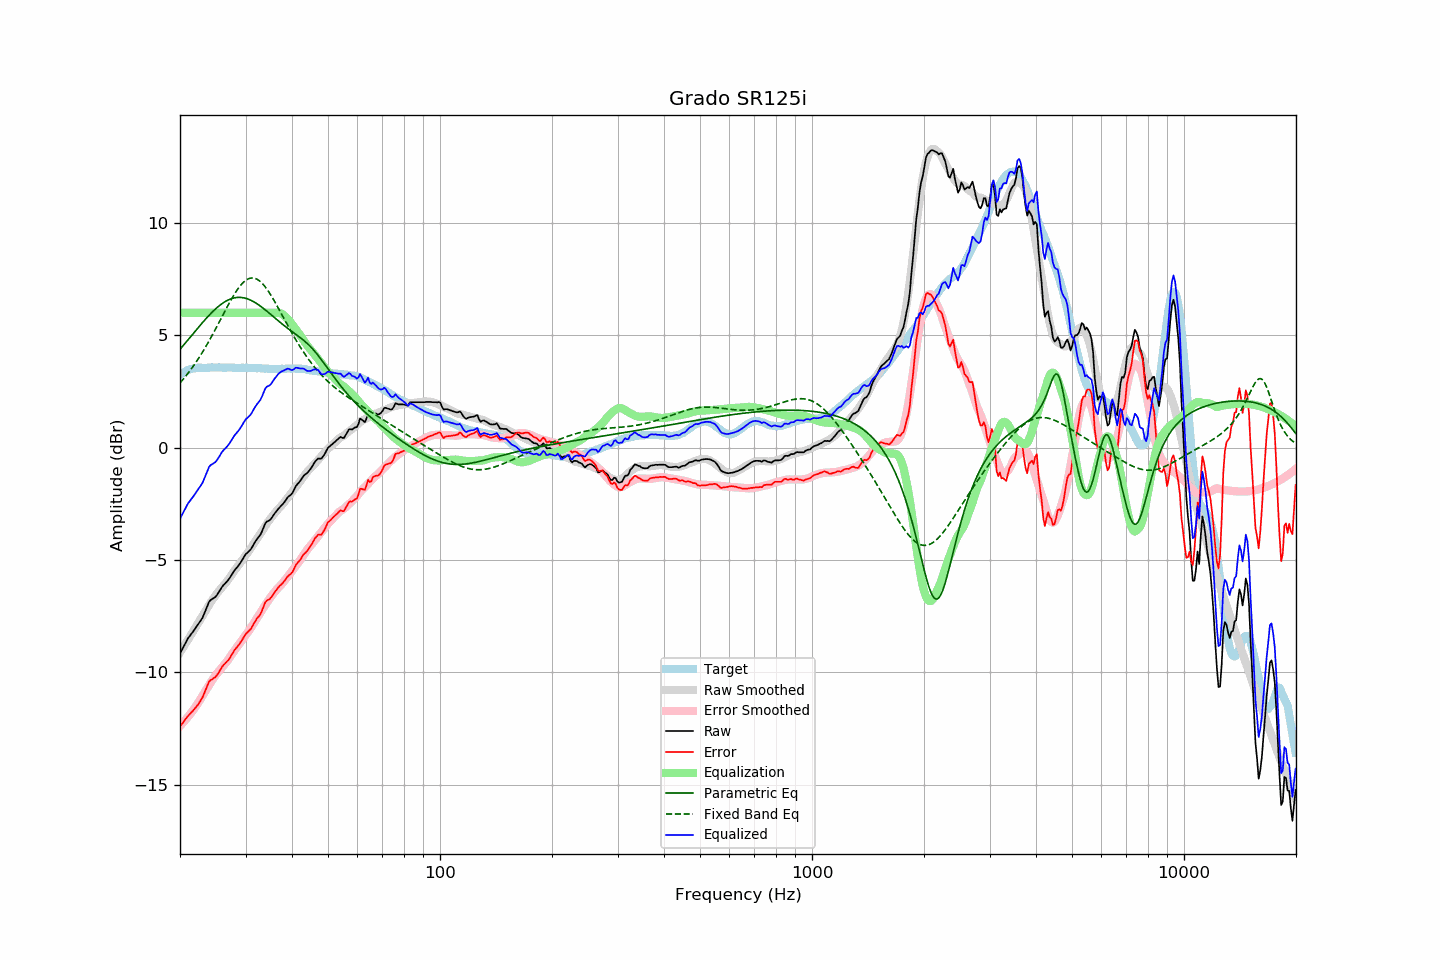 Grado SR125i
Amplitude (dBr)
10
5
0
−5
−10
−15
100
1000
10000
Frequency (Hz)
Target
Raw Smoothed
Error Smoothed
Raw
Error
Equalization
Parametric Eq
Fixed Band Eq
Equalized